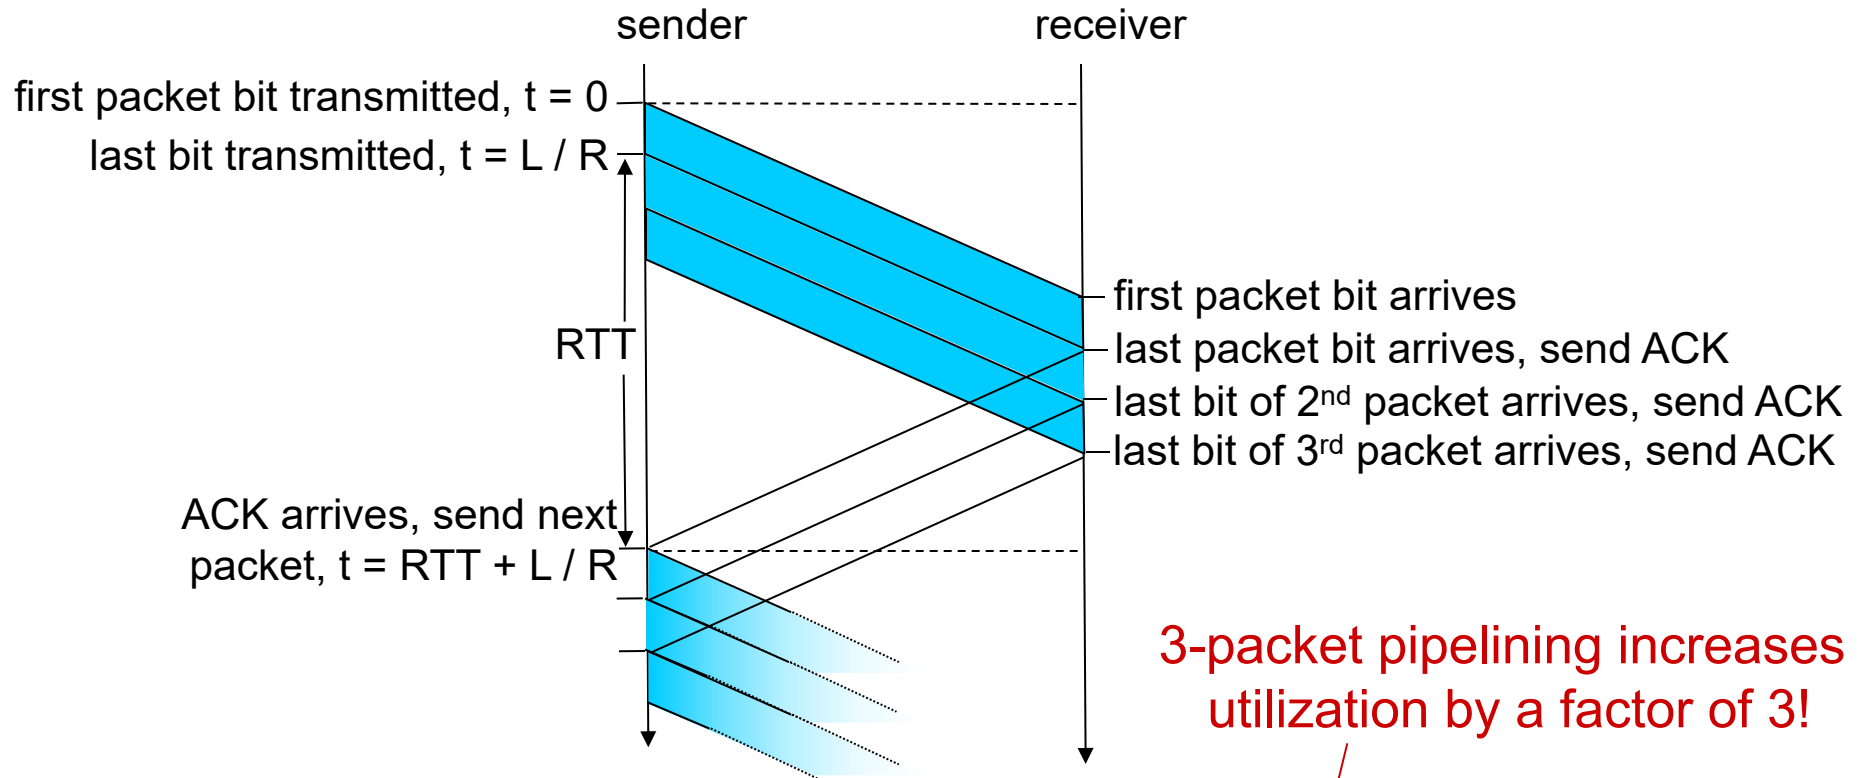 sender
receiver
first packet bit transmitted, t = 0
last bit transmitted, t = L / R
first packet bit arrives
RTT
last packet bit arrives, send ACK
last bit of 2nd packet arrives, send ACK
last bit of 3rd packet arrives, send ACK
ACK arrives, send next
packet, t = RTT + L / R
3-packet pipelining increases
utilization by a factor of 3!